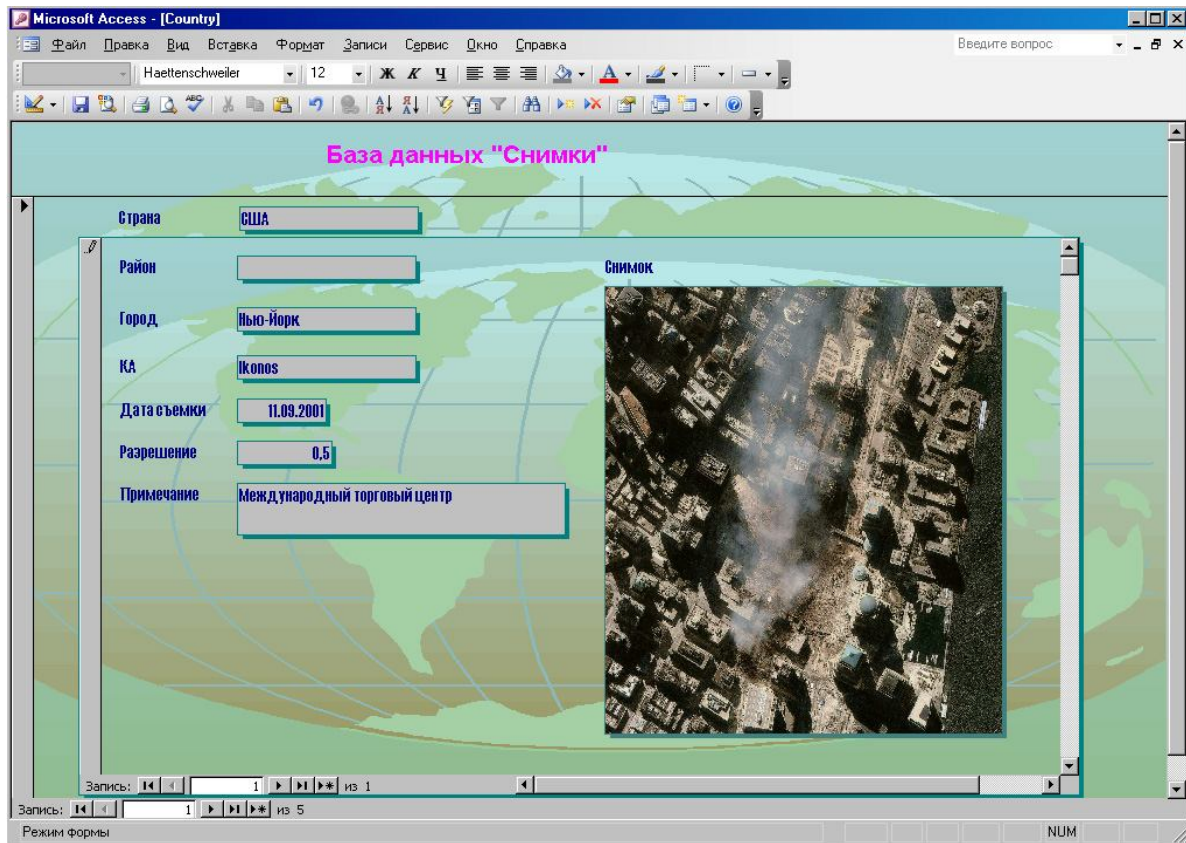 Microsoft Access - [Country]
Файл Правка Вид Вставка Формат Записи Сервис Окно Справка Введите вопрос
Haettenschweiler 12 Ж К Ч
База данных "Снимки"
Страна США
Район Снимок
Город Нью-Йорк
КА Ikonos
Дата съемки 11.09.2001
Разрешение 0,5
Примечание Международный торговый центр
Запись: 1 из 1
Запись: 1 из 5
Режим формы NUM